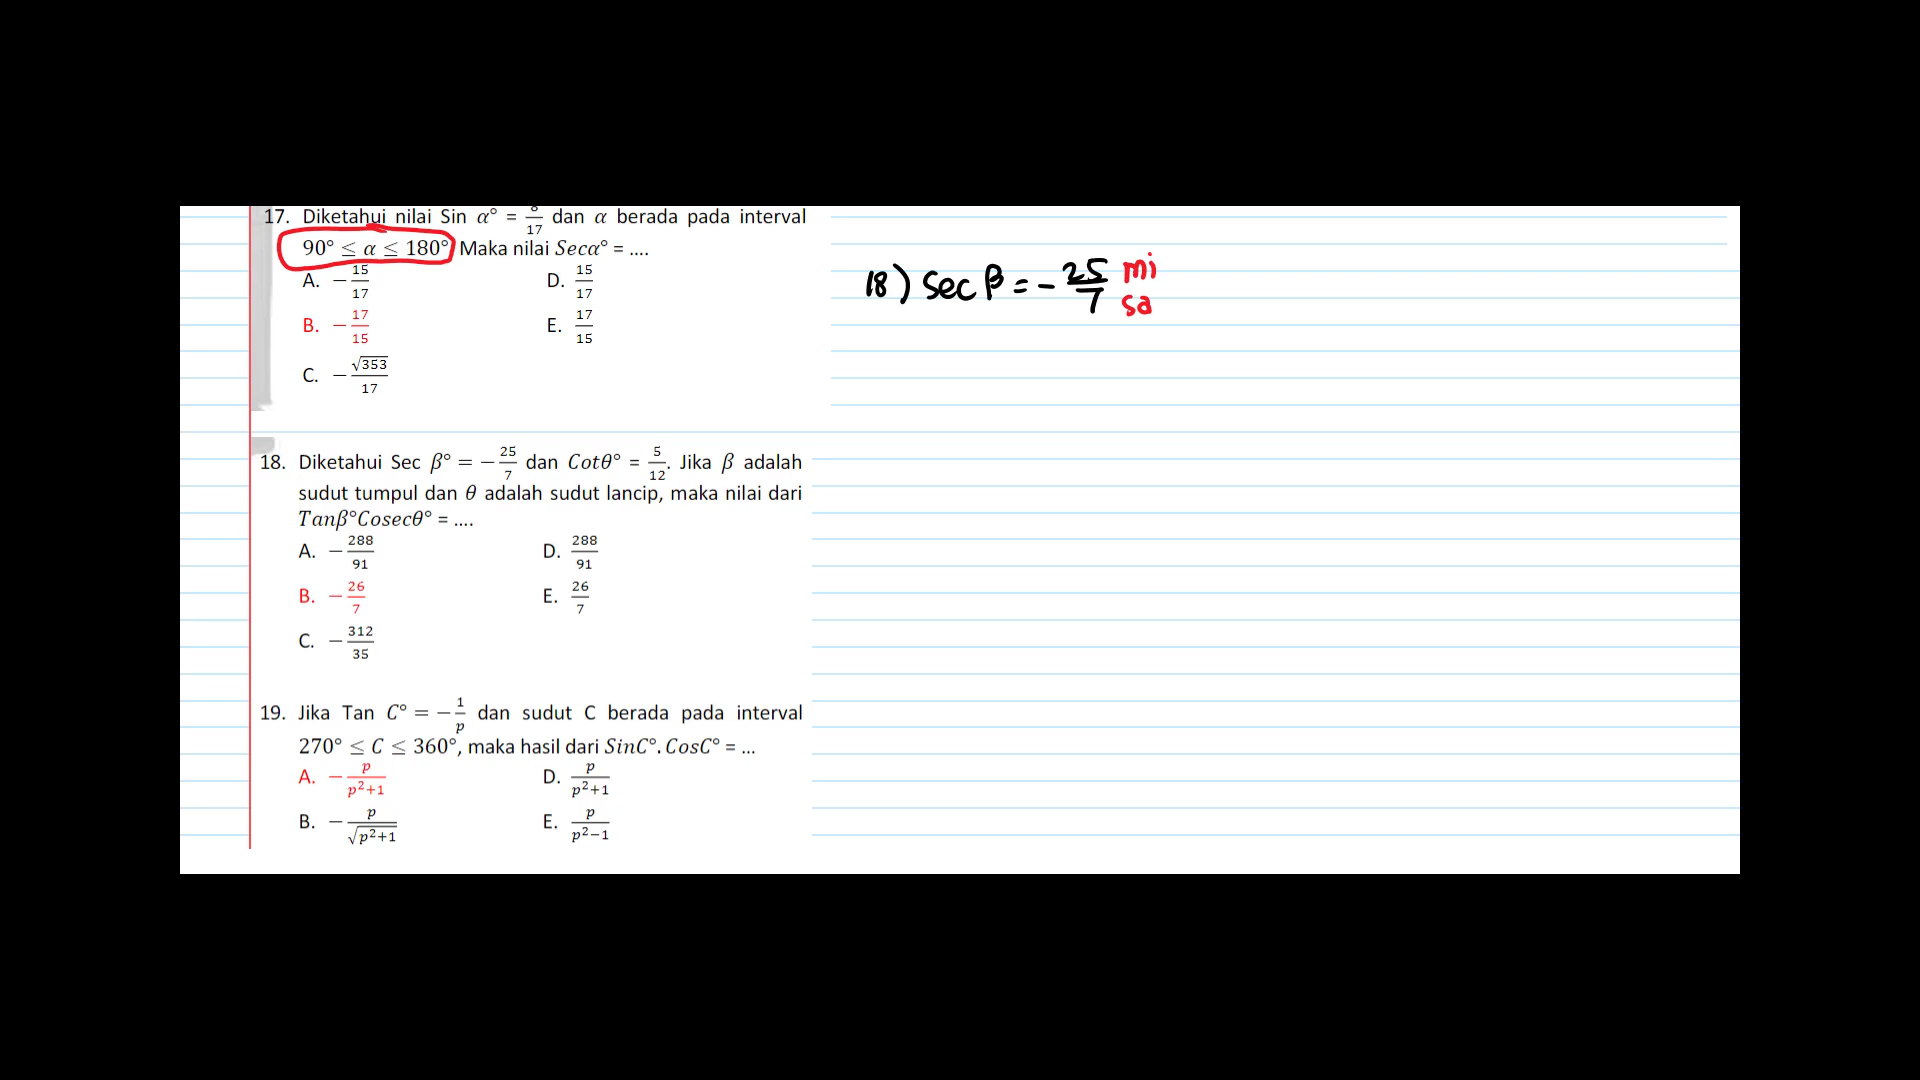 17. Diketahui nilai Sin α° = 8/17 dan α berada pada interval
90° ≤ α ≤ 180° Maka nilai Secα° = ....
A. −15/17 D. 15/17
B. −17/15 E. 17/15
C. −√353/17
18. Diketahui Sec β° = −25/7 dan Cotθ° = 5/12. Jika β adalah
sudut tumpul dan θ adalah sudut lancip, maka nilai dari
Tanβ°Cosecθ° = ....
A. −288/91 D. 288/91
B. −26/7 E. 26/7
C. −312/35
19. Jika Tan C° = −1/p dan sudut C berada pada interval
270° ≤ C ≤ 360°, maka hasil dari SinC°. CosC° = ...
A. −p/(p²+1) D. p/(p²+1)
B. −p/√(p²+1) E. p/(p²−1)
18) Sec β = −25/7 mi
sa